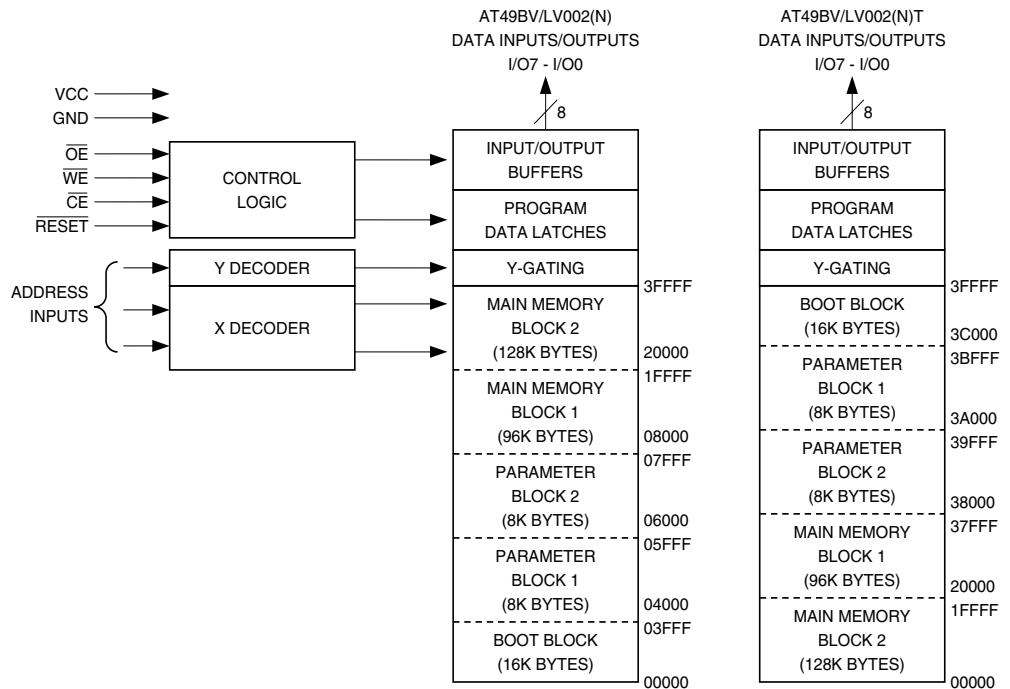 AT49BV/LV002(N)
DATA INPUTS/OUTPUTS
I/O7 - I/O0
8
VCC
GND
OE
WE
CE
RESET
CONTROL
LOGIC
ADDRESS
INPUTS
Y DECODER
X DECODER
INPUT/OUTPUT
BUFFERS
PROGRAM
DATA LATCHES
Y-GATING
3FFFF
MAIN MEMORY
BLOCK 2
(128K BYTES)
20000
1FFFF
MAIN MEMORY
BLOCK 1
(96K BYTES)
08000
07FFF
PARAMETER
BLOCK 2
(8K BYTES)
06000
05FFF
PARAMETER
BLOCK 1
(8K BYTES)
04000
03FFF
BOOT BLOCK
(16K BYTES)
00000
AT49BV/LV002(N)T
DATA INPUTS/OUTPUTS
I/O7 - I/O0
8
INPUT/OUTPUT
BUFFERS
PROGRAM
DATA LATCHES
Y-GATING
3FFFF
BOOT BLOCK
(16K BYTES)
3C000
3BFFF
PARAMETER
BLOCK 1
(8K BYTES)
3A000
39FFF
PARAMETER
BLOCK 2
(8K BYTES)
38000
37FFF
MAIN MEMORY
BLOCK 1
(96K BYTES)
20000
1FFFF
MAIN MEMORY
BLOCK 2
(128K BYTES)
00000